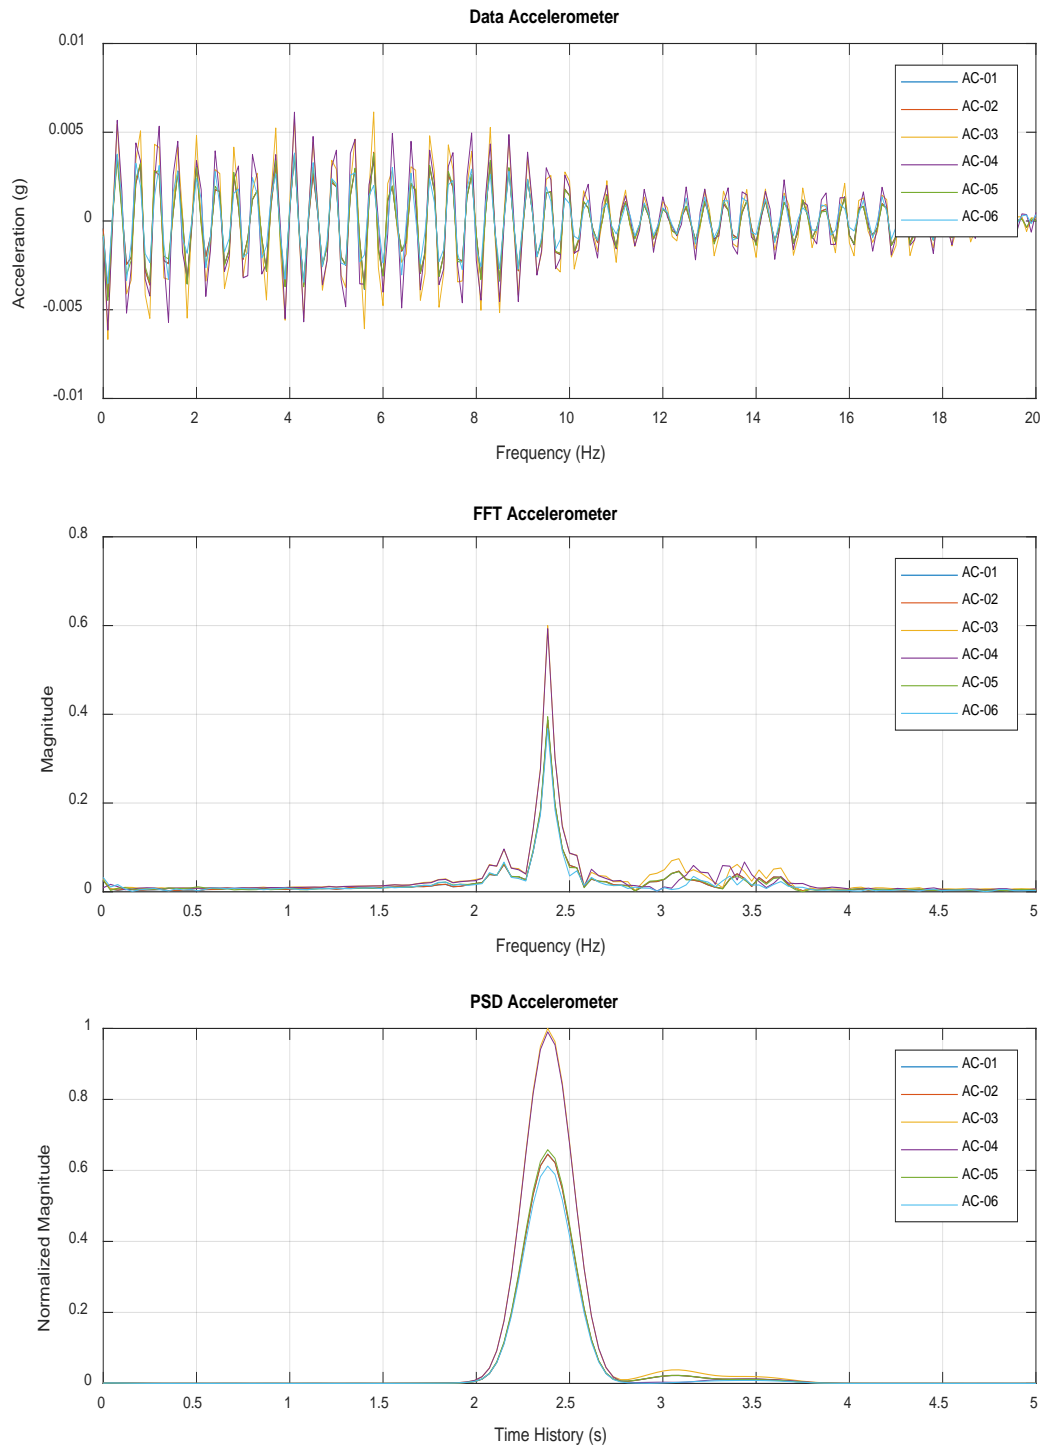 Data Accelerometer
0.01
0.005
0
-0.005
-0.01
Acceleration (g)
0 2 4 6 8 10 12 14 16 18 20
Frequency (Hz)
AC-01
AC-02
AC-03
AC-04
AC-05
AC-06
FFT Accelerometer
0.8
0.6
0.4
0.2
0
Magnitude
0 0.5 1 1.5 2 2.5 3 3.5 4 4.5 5
Frequency (Hz)
AC-01
AC-02
AC-03
AC-04
AC-05
AC-06
PSD Accelerometer
1
0.8
0.6
0.4
0.2
0
Normalized Magnitude
0 0.5 1 1.5 2 2.5 3 3.5 4 4.5 5
Time History (s)
AC-01
AC-02
AC-03
AC-04
AC-05
AC-06